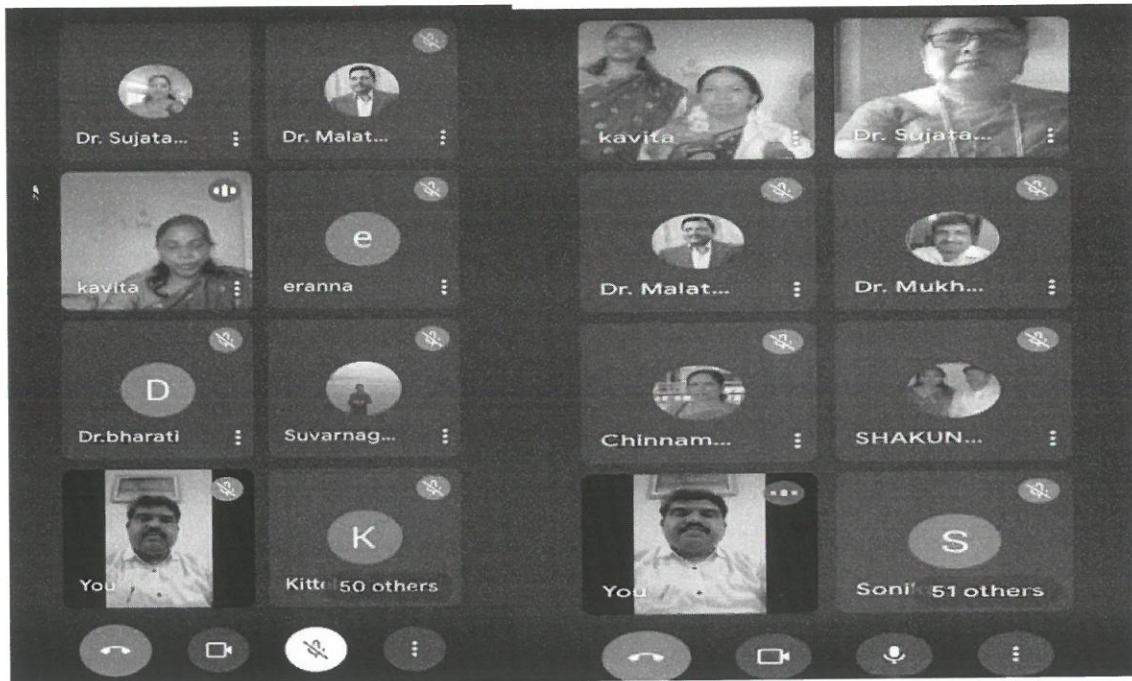 Dr. Sujata...
Dr. Malat...
kavita
e
eranna
D
Dr.bharati
Suvarnag...
You
K
Kitte 50 others
kavita
Dr. Sujata...
Dr. Malat...
Dr. Mukh...
Chinnam...
SHAKUN...
You
S
Soni 51 others